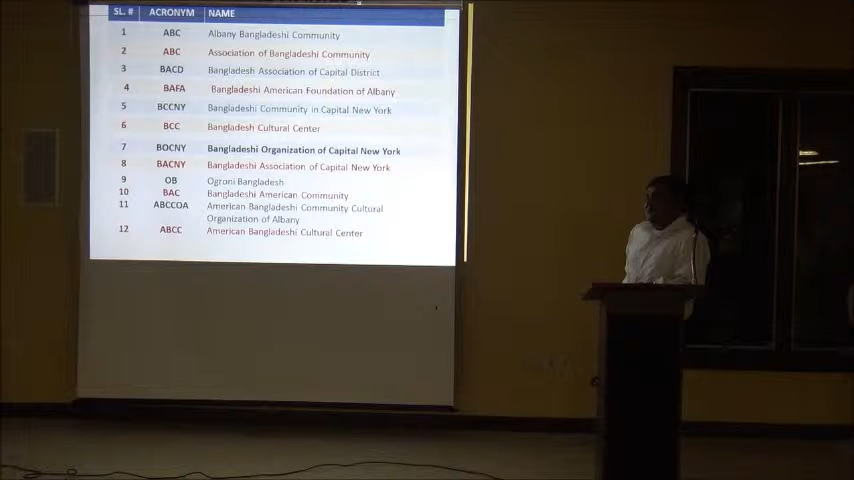 SL. # ACRONYM NAME
1 ABC Albany Bangladeshi Community
2 ABC Association of Bangladeshi Community
3 BACD Bangladesh Association of Capital District
4 BAFA Bangladeshi American Foundation of Albany
5 BCCNY Bangladeshi Community in Capital New York
6 BCC Bangladesh Cultural Center
7 BOCNY Bangladeshi Organization of Capital New York
8 BACNY Bangladeshi Association of Capital New York
9 OB Ogroni Bangladesh
10 BAC Bangladeshi American Community
11 ABCCOA American Bangladeshi Community Cultural
Organization of Albany
12 ABCC American Bangladeshi Cultural Center